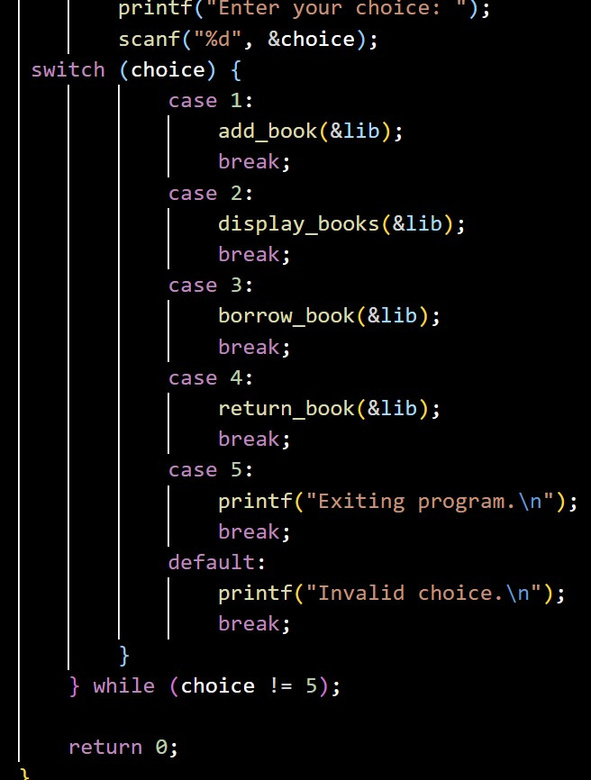 printf("Enter your choice: ");
scanf("%d", &choice);
switch (choice) {
case 1:
add_book(&lib);
break;
case 2:
display_books(&lib);
break;
case 3:
borrow_book(&lib);
break;
case 4:
return_book(&lib);
break;
case 5:
printf("Exiting program.\n");
break;
default:
printf("Invalid choice.\n");
break;
}
} while (choice != 5);
return 0;
}